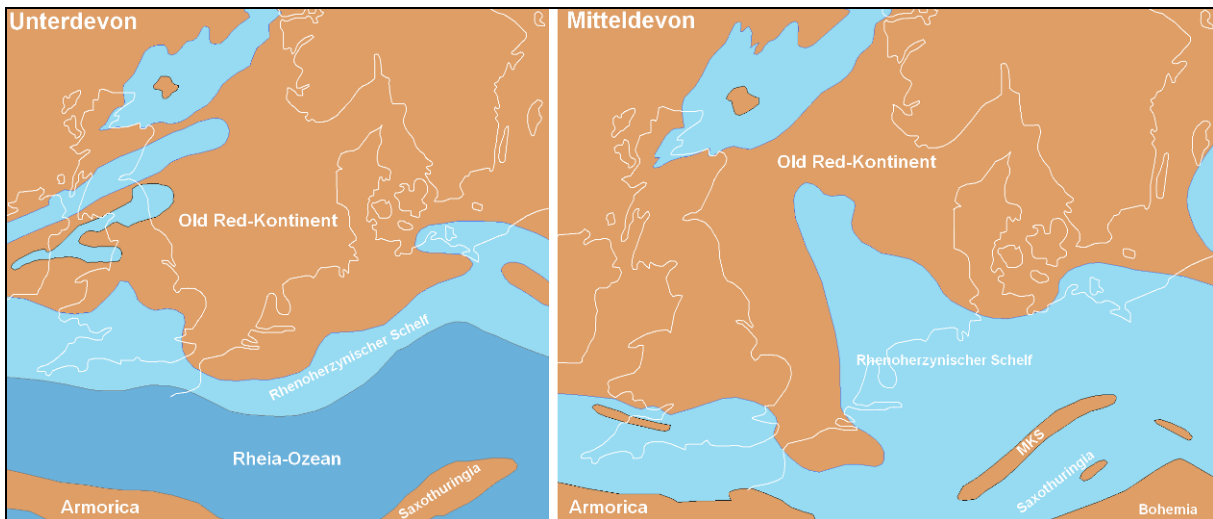 Unterdevon
Old Red-Kontinent
Rhenoherzynischer Schelf
Rheia-Ozean
Saxothuringia
Armorica
Mitteldevon
Old Red-Kontinent
Rhenoherzynischer Schelf
MKS
Saxothuringia
Armorica
Bohemia